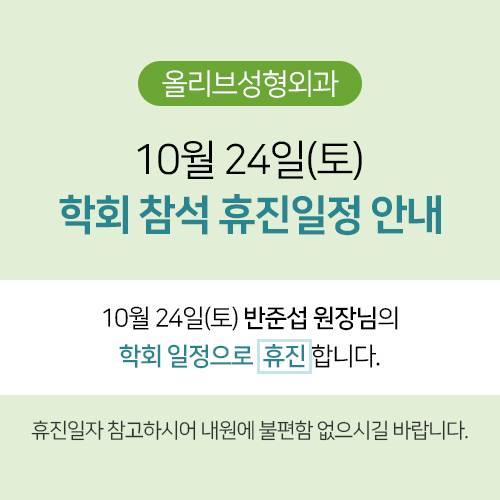 올리브성형외과
10월 24일(토)
학회 참석 휴진일정 안내
10월 24일(토) 반준섭 원장님의
학회 일정으로 휴진합니다.
휴진일자 참고하시어 내원에 불편함 없으시길 바랍니다.